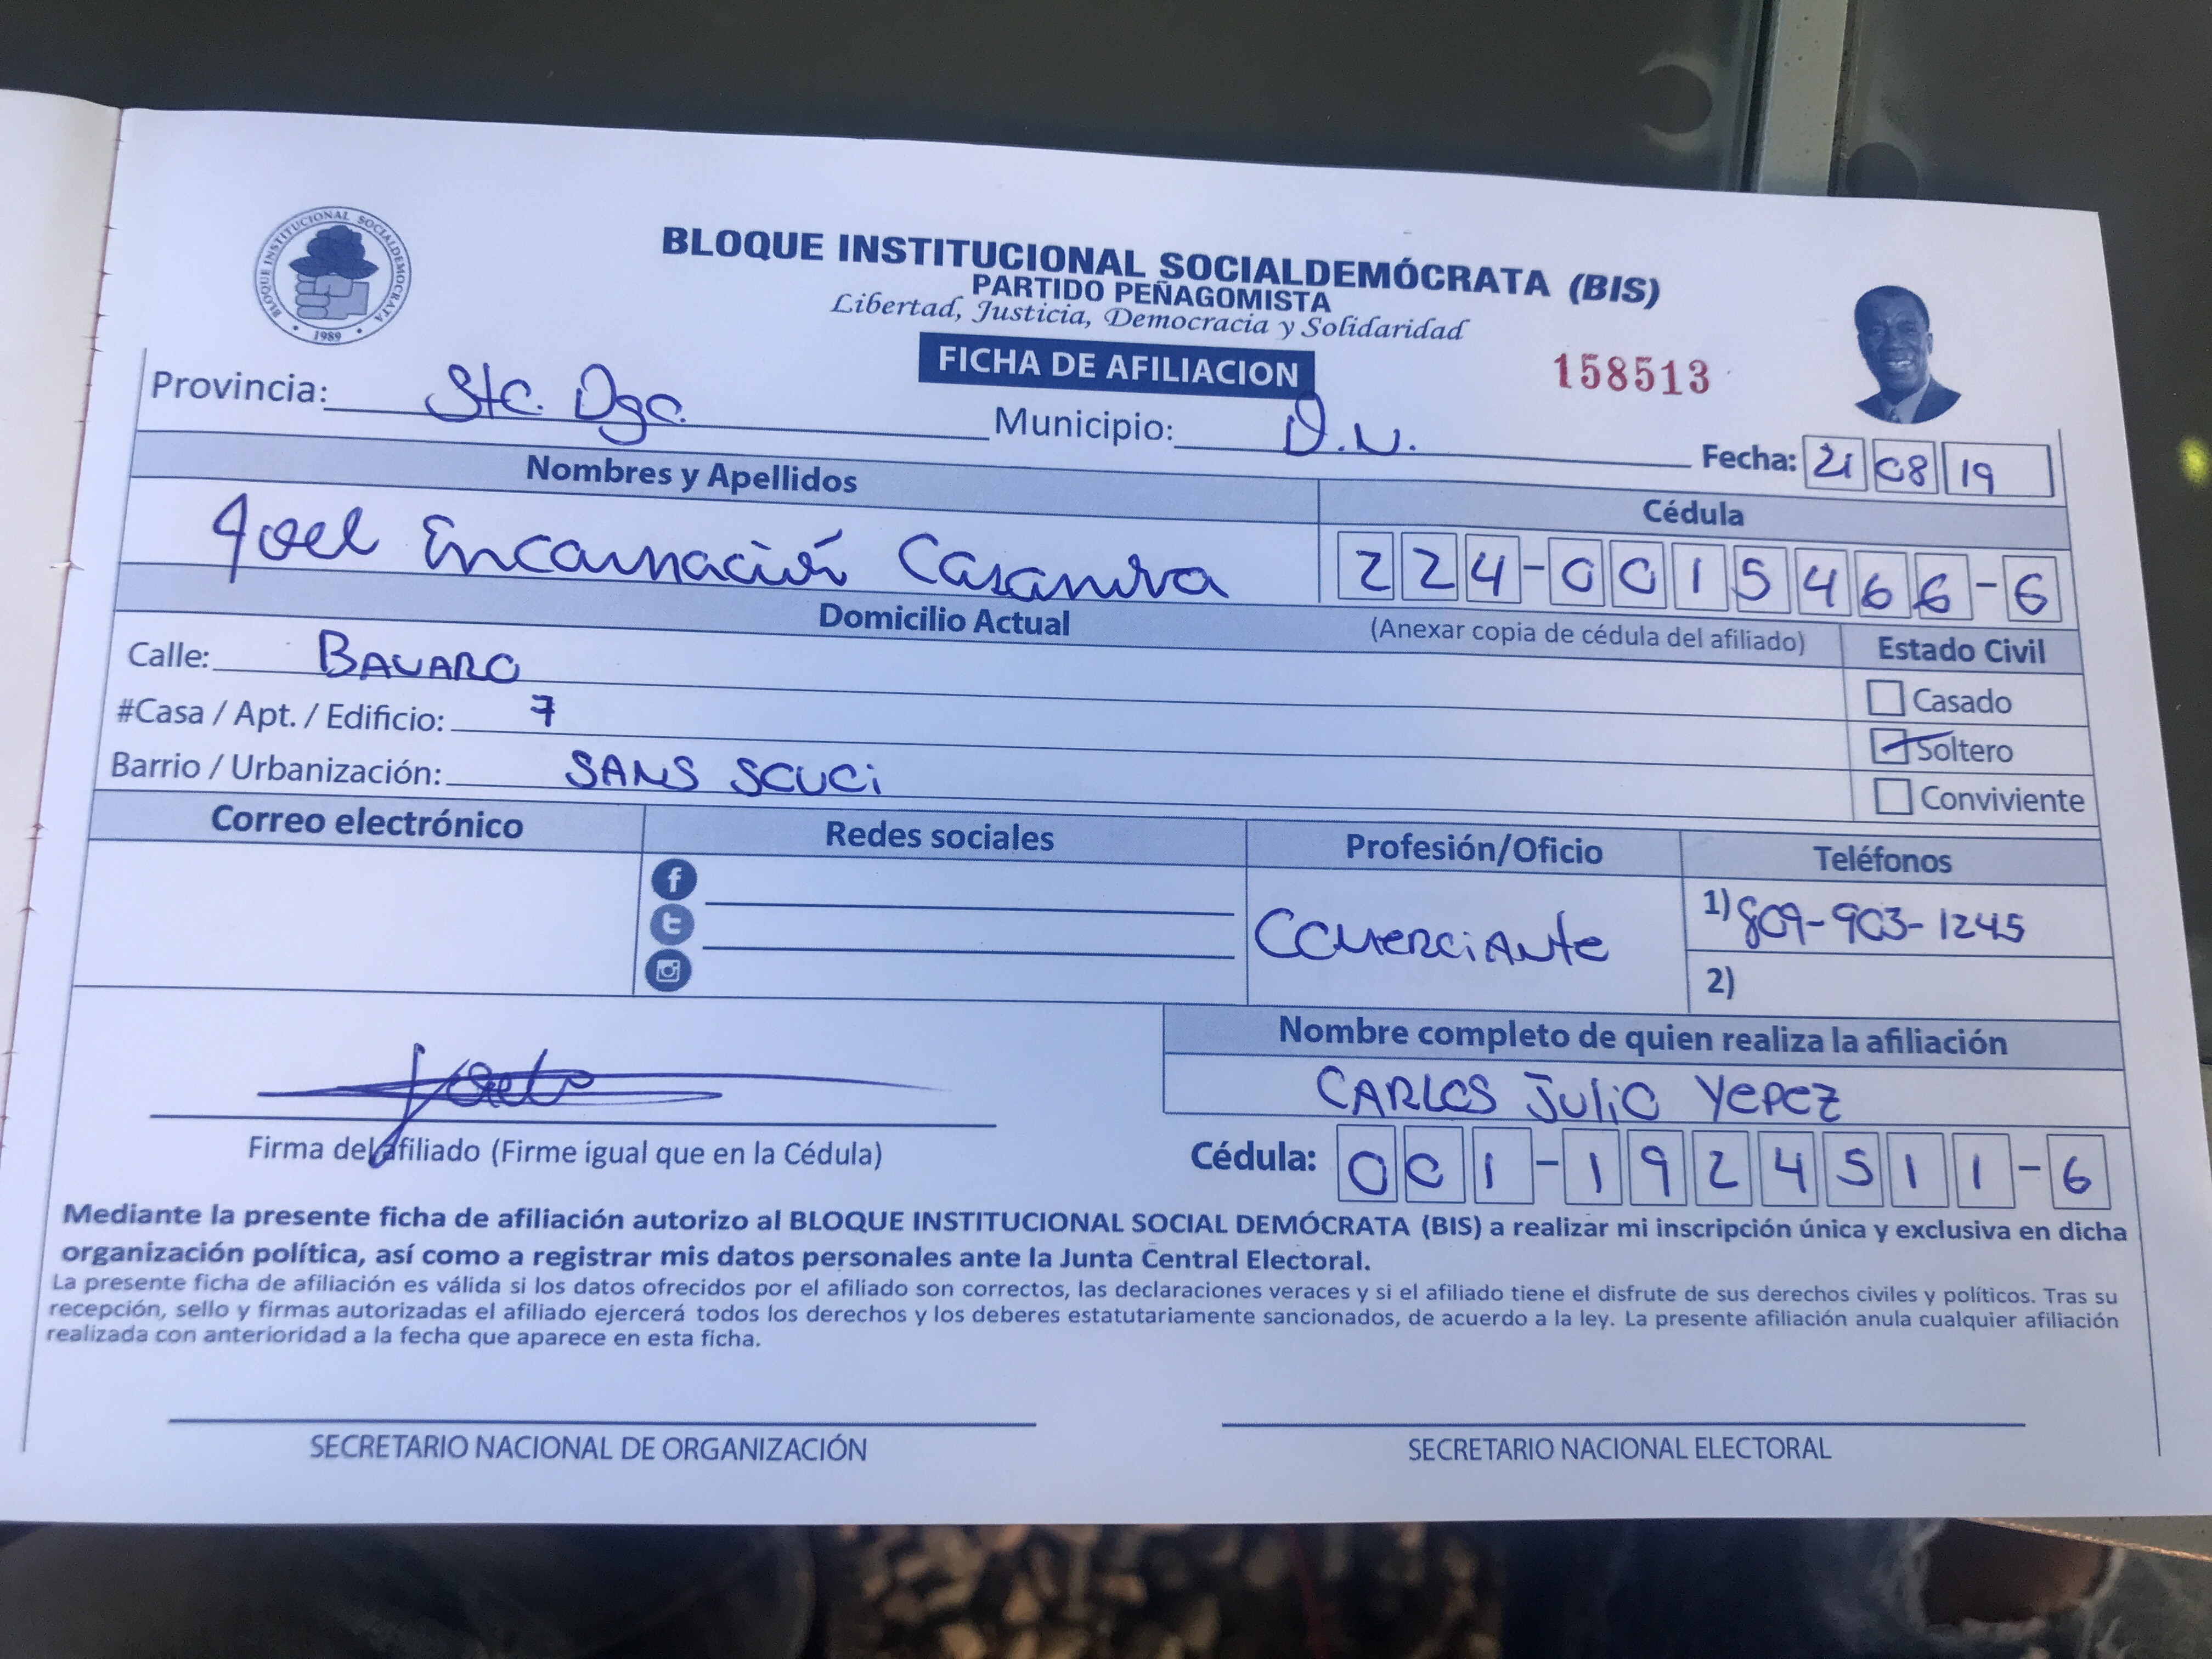 BLOQUE INSTITUCIONAL SOCIALDEMOCRATA
1989
BLOQUE INSTITUCIONAL SOCIALDEMÓCRATA (BIS)
PARTIDO PEÑAGOMISTA
Libertad, Justicia, Democracia y Solidaridad
FICHA DE AFILIACION
158513
Provincia: Sto. Dgo. Municipio: D.N. Fecha: 21 08 19
Nombres y Apellidos
Cédula
Joel Encarnación Casanova
224-0015466-6
Domicilio Actual
(Anexar copia de cédula del afiliado)
Estado Civil
Calle: BAVARO
Casado
#Casa / Apt. / Edificio: 7
Soltero
Barrio / Urbanización: SANS SOUCi
Conviviente
Correo electrónico
Redes sociales
Profesión/Oficio
Teléfonos
Comerciante
1) 809-903-1245
2)
Nombre completo de quien realiza la afiliación
CARLOS Julio Yepez
Firma del afiliado (Firme igual que en la Cédula)
Cédula: 001-1924511-6
Mediante la presente ficha de afiliación autorizo al BLOQUE INSTITUCIONAL SOCIAL DEMÓCRATA (BIS) a realizar mi inscripción única y exclusiva en dicha
organización política, así como a registrar mis datos personales ante la Junta Central Electoral.
La presente ficha de afiliación es válida si los datos ofrecidos por el afiliado son correctos, las declaraciones veraces y si el afiliado tiene el disfrute de sus derechos civiles y políticos. Tras su
recepción, sello y firmas autorizadas el afiliado ejercerá todos los derechos y los deberes estatutariamente sancionados, de acuerdo a la ley. La presente afiliación anula cualquier afiliación
realizada con anterioridad a la fecha que aparece en esta ficha.
SECRETARIO NACIONAL DE ORGANIZACIÓN
SECRETARIO NACIONAL ELECTORAL